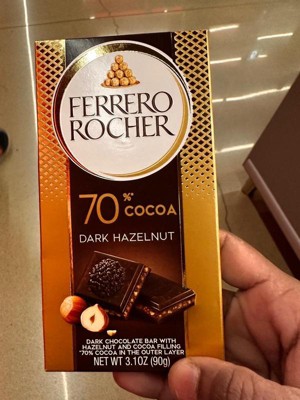 FERRERO
ROCHER
70%* COCOA
DARK HAZELNUT
DARK CHOCOLATE BAR WITH
HAZELNUT AND COCOA FILLING
*70% COCOA IN THE OUTER LAYER
NET WT 3.1OZ (90g)